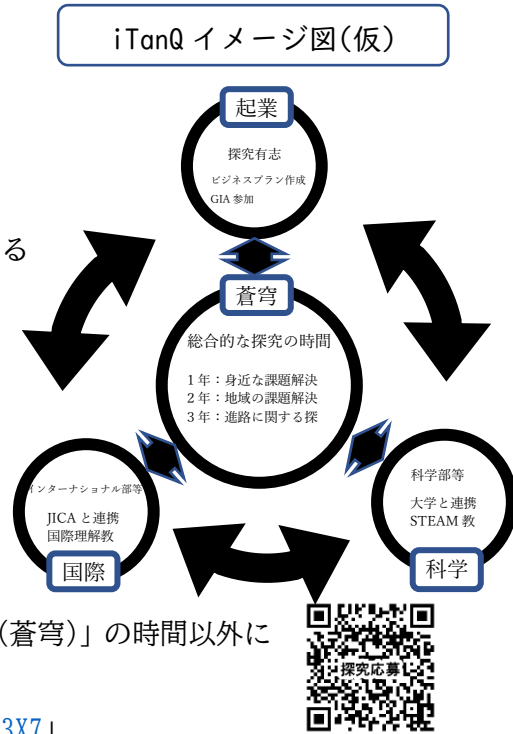 iTanQ イメージ図(仮)
起業
探究有志
ビジネスプラン作成
GIA 参加
る
蒼穹
総合的な探究の時間
1年：身近な課題解決
2年：地域の課題解決
3年：進路に関する探
インターナショナル部等
JICA と連携
国際理解教
国際
科学部等
大学と連携
STEAM 教
科学
(蒼穹)」の時間以外に
探究応募
3X7」